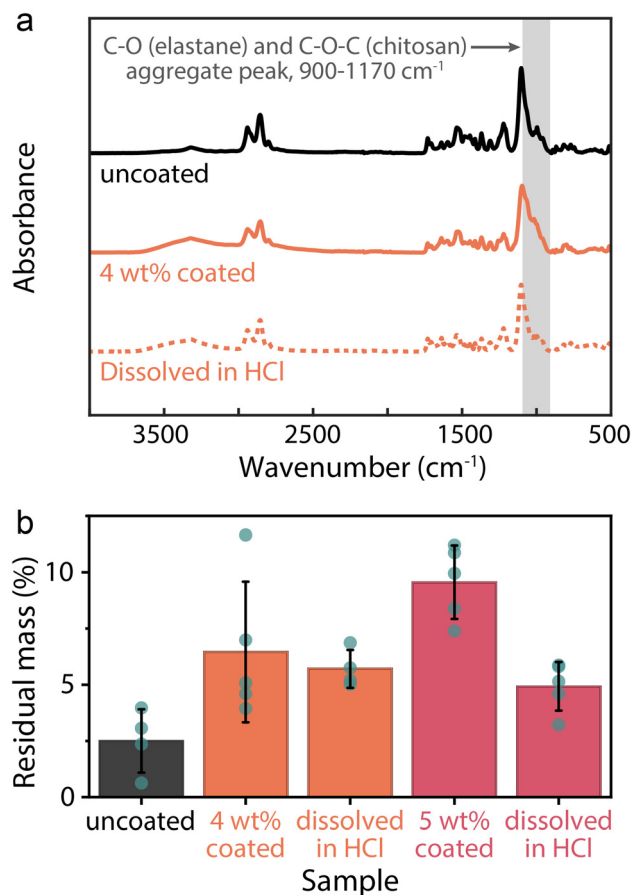 a
C-O (elastane) and C-O-C (chitosan)
aggregate peak, 900-1170 cm⁻¹
uncoated
4 wt% coated
Dissolved in HCl
Absorbance
3500 2500 1500 500
Wavenumber (cm⁻¹)
b
Residual mass (%)
10
5
0
uncoated 4 wt% dissolved 5 wt% dissolved
coated in HCl coated in HCl
Sample